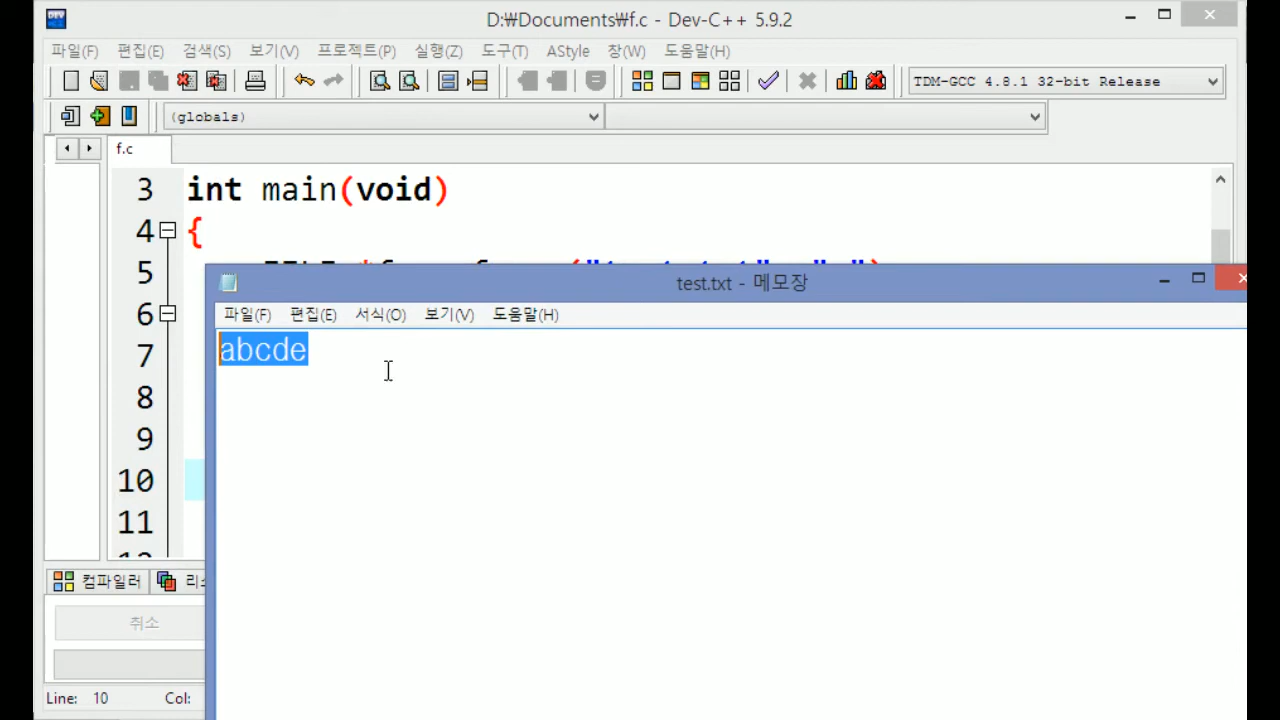 D:₩Documents₩f.c - Dev-C++ 5.9.2
파일(F) 편집(E) 검색(S) 보기(V) 프로젝트(P) 실행(Z) 도구(T) AStyle 창(W) 도움말(H)
TDM-GCC 4.8.1 32-bit Release
(globals)
f.c
3 int main(void)
4 {
5
test.txt - 메모장
6 파일(F) 편집(E) 서식(O) 보기(V) 도움말(H)
abcde
7
8
9
10
11
컴파일러
취소
Line: 10 Col: